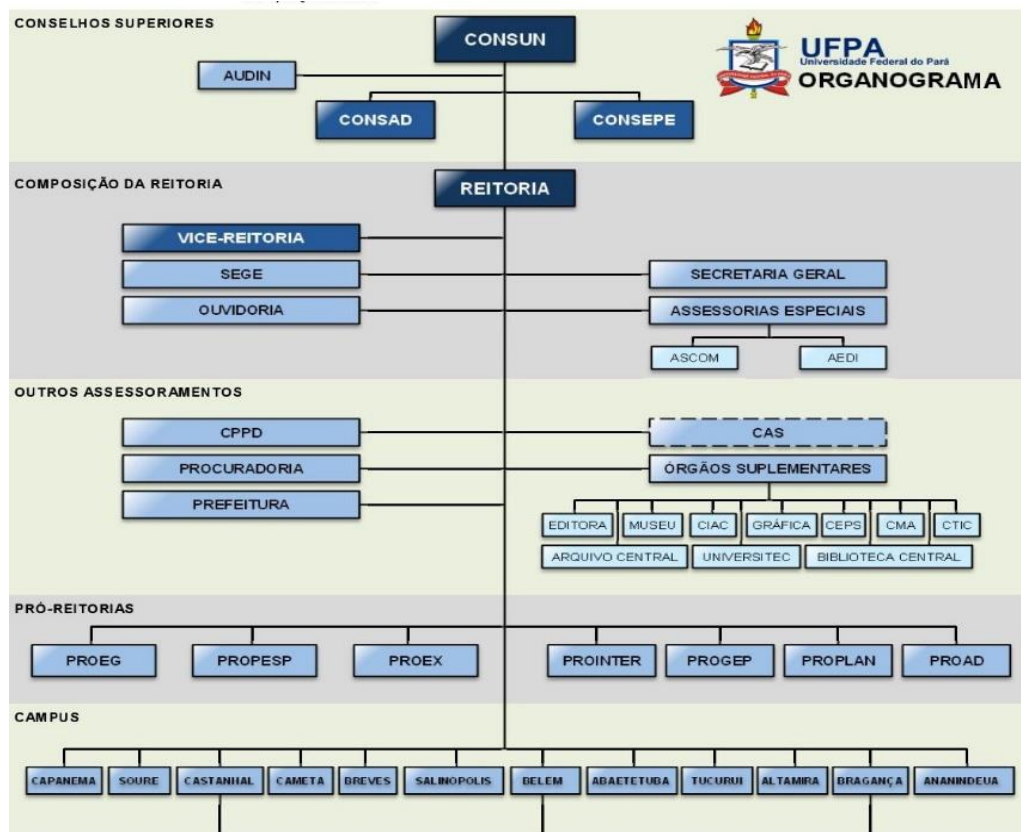 CONSELHOS SUPERIORES
CONSUN
UFPA
Universidade Federal do Pará
ORGANOGRAMA
AUDIN
CONSAD
CONSEPE
COMPOSIÇÃO DA REITORIA
REITORIA
VICE-REITORIA
SEGE
SECRETARIA GERAL
OUVIDORIA
ASSESSORIAS ESPECIAIS
ASCOM
AEDI
OUTROS ASSESSORAMENTOS
CPPD
CAS
PROCURADORIA
ÓRGÃOS SUPLEMENTARES
PREFEITURA
EDITORA
MUSEU
CIAC
GRÁFICA
CEPS
CMA
CTIC
ARQUIVO CENTRAL
UNIVERSITEC
BIBLIOTECA CENTRAL
PRÓ-REITORIAS
PROEG
PROPESP
PROEX
PROINTER
PROGEP
PROPLAN
PROAD
CAMPUS
CAPANEMA
SOURE
CASTANHAL
CAMETA
BREVES
SALINOPOLIS
BELEM
ABAETETUBA
TUCURUI
ALTAMIRA
BRAGANÇA
ANANINDEUA